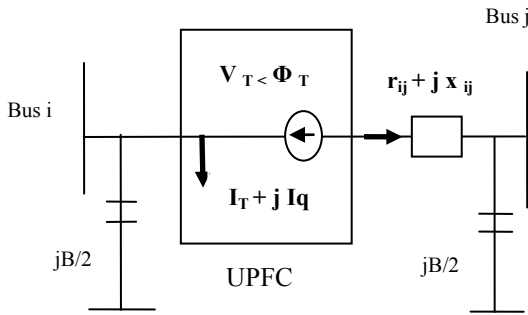 Bus j
V T < Φ T
r ij + j x ij
Bus i
I T + j Iq
jB/2
jB/2
UPFC